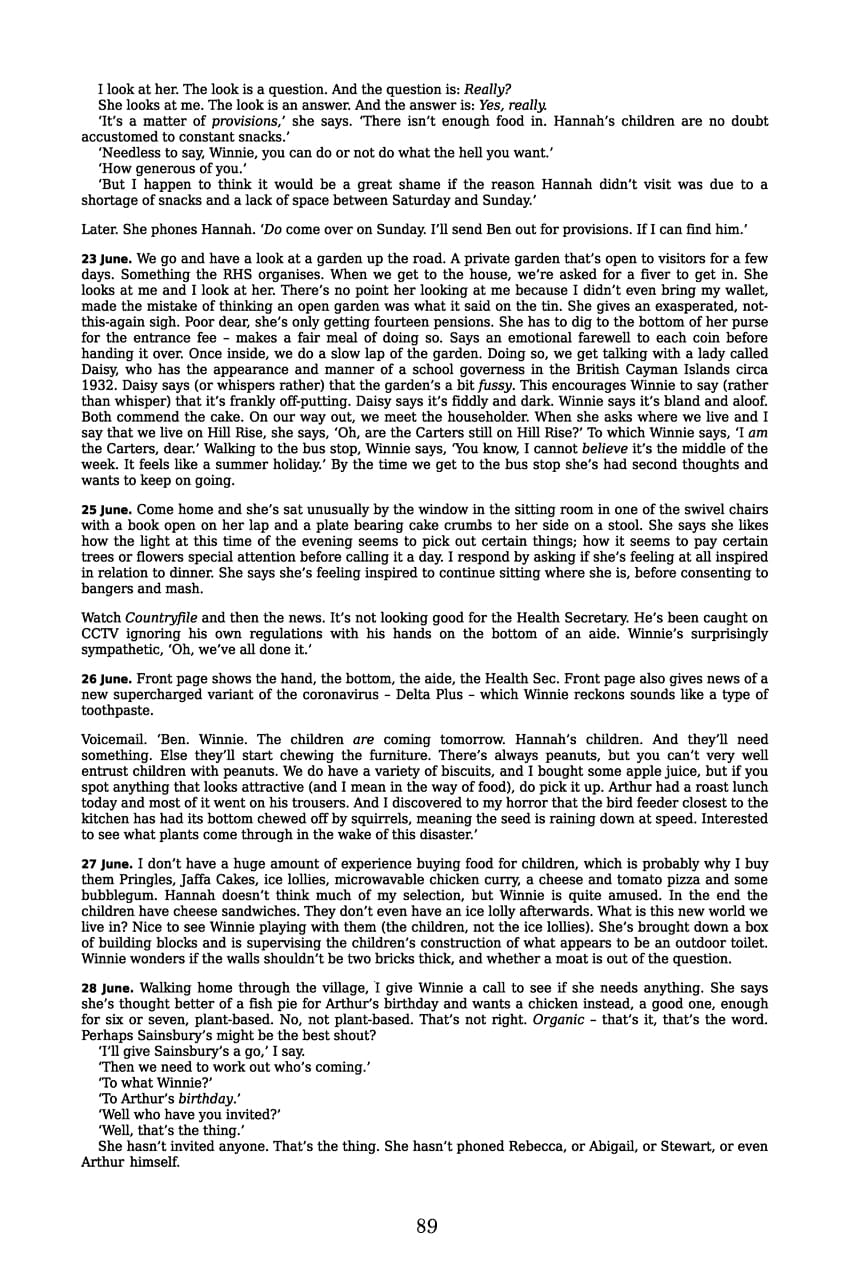 I look at her. The look is a question. And the question is: Really?
She looks at me. The look is an answer. And the answer is: Yes, really.
‘It’s a matter of provisions,’ she says. ‘There isn’t enough food in. Hannah’s children are no doubt
accustomed to constant snacks.’
‘Needless to say, Winnie, you can do or not do what the hell you want.’
‘How generous of you.’
‘But I happen to think it would be a great shame if the reason Hannah didn’t visit was due to a
shortage of snacks and a lack of space between Saturday and Sunday.’
Later. She phones Hannah. ‘Do come over on Sunday. I’ll send Ben out for provisions. If I can find him.’
23 June. We go and have a look at a garden up the road. A private garden that’s open to visitors for a few
days. Something the RHS organises. When we get to the house, we’re asked for a fiver to get in. She
looks at me and I look at her. There’s no point her looking at me because I didn’t even bring my wallet,
made the mistake of thinking an open garden was what it said on the tin. She gives an exasperated, not-
this-again sigh. Poor dear, she’s only getting fourteen pensions. She has to dig to the bottom of her purse
for the entrance fee – makes a fair meal of doing so. Says an emotional farewell to each coin before
handing it over. Once inside, we do a slow lap of the garden. Doing so, we get talking with a lady called
Daisy, who has the appearance and manner of a school governess in the British Cayman Islands circa
1932. Daisy says (or whispers rather) that the garden’s a bit fussy. This encourages Winnie to say (rather
than whisper) that it’s frankly off-putting. Daisy says it’s fiddly and dark. Winnie says it’s bland and aloof.
Both commend the cake. On our way out, we meet the householder. When she asks where we live and I
say that we live on Hill Rise, she says, ‘Oh, are the Carters still on Hill Rise?’ To which Winnie says, ‘I am
the Carters, dear.’ Walking to the bus stop, Winnie says, ‘You know, I cannot believe it’s the middle of the
week. It feels like a summer holiday.’ By the time we get to the bus stop she’s had second thoughts and
wants to keep on going.
25 June. Come home and she’s sat unusually by the window in the sitting room in one of the swivel chairs
with a book open on her lap and a plate bearing cake crumbs to her side on a stool. She says she likes
how the light at this time of the evening seems to pick out certain things; how it seems to pay certain
trees or flowers special attention before calling it a day. I respond by asking if she’s feeling at all inspired
in relation to dinner. She says she’s feeling inspired to continue sitting where she is, before consenting to
bangers and mash.
Watch Countryfile and then the news. It’s not looking good for the Health Secretary. He’s been caught on
CCTV ignoring his own regulations with his hands on the bottom of an aide. Winnie’s surprisingly
sympathetic, ‘Oh, we’ve all done it.’
26 June. Front page shows the hand, the bottom, the aide, the Health Sec. Front page also gives news of a
new supercharged variant of the coronavirus – Delta Plus – which Winnie reckons sounds like a type of
toothpaste.
Voicemail. ‘Ben. Winnie. The children are coming tomorrow. Hannah’s children. And they’ll need
something. Else they’ll start chewing the furniture. There’s always peanuts, but you can’t very well
entrust children with peanuts. We do have a variety of biscuits, and I bought some apple juice, but if you
spot anything that looks attractive (and I mean in the way of food), do pick it up. Arthur had a roast lunch
today and most of it went on his trousers. And I discovered to my horror that the bird feeder closest to the
kitchen has had its bottom chewed off by squirrels, meaning the seed is raining down at speed. Interested
to see what plants come through in the wake of this disaster.’
27 June. I don’t have a huge amount of experience buying food for children, which is probably why I buy
them Pringles, Jaffa Cakes, ice lollies, microwavable chicken curry, a cheese and tomato pizza and some
bubblegum. Hannah doesn’t think much of my selection, but Winnie is quite amused. In the end the
children have cheese sandwiches. They don’t even have an ice lolly afterwards. What is this new world we
live in? Nice to see Winnie playing with them (the children, not the ice lollies). She’s brought down a box
of building blocks and is supervising the children’s construction of what appears to be an outdoor toilet.
Winnie wonders if the walls shouldn’t be two bricks thick, and whether a moat is out of the question.
28 June. Walking home through the village, I give Winnie a call to see if she needs anything. She says
she’s thought better of a fish pie for Arthur’s birthday and wants a chicken instead, a good one, enough
for six or seven, plant-based. No, not plant-based. That’s not right. Organic – that’s it, that’s the word.
Perhaps Sainsbury’s might be the best shout?
‘I’ll give Sainsbury’s a go,’ I say.
‘Then we need to work out who’s coming.’
‘To what Winnie?’
‘To Arthur’s birthday.’
‘Well who have you invited?’
‘Well, that’s the thing.’
She hasn’t invited anyone. That’s the thing. She hasn’t phoned Rebecca, or Abigail, or Stewart, or even
Arthur himself.
89